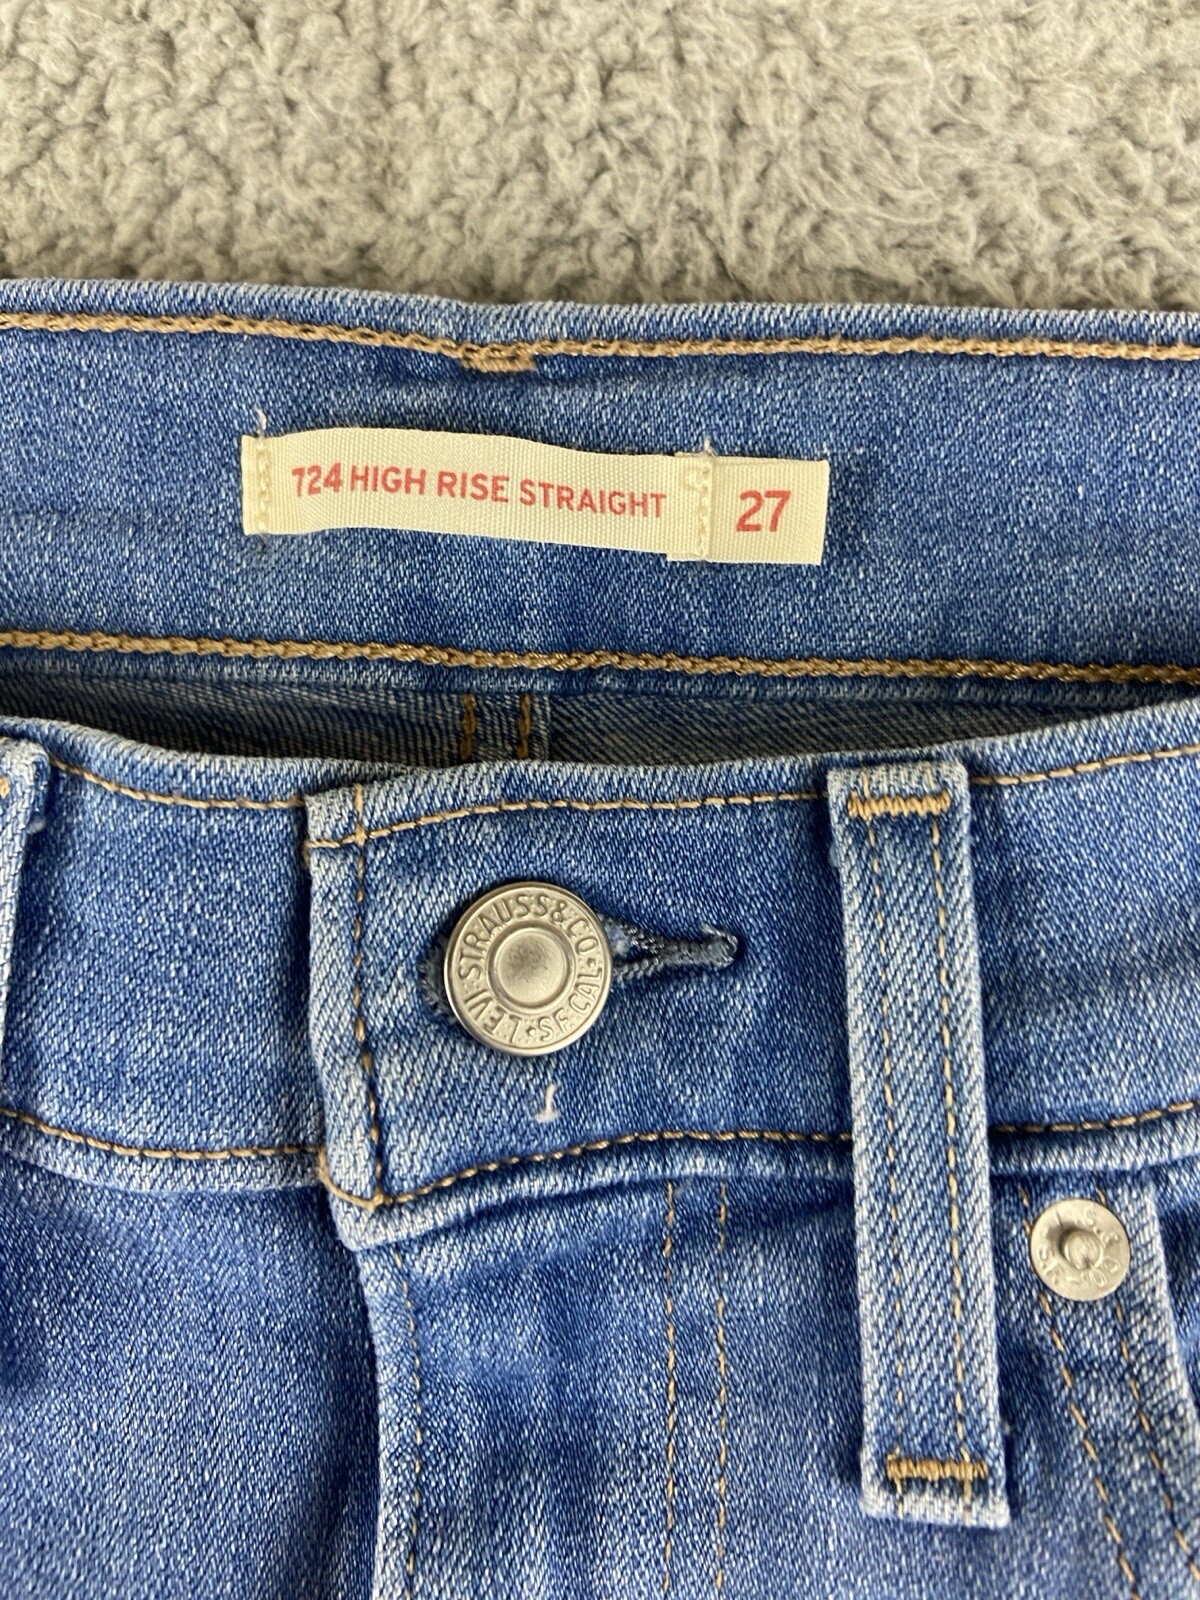 724 HIGH RISE STRAIGHT
27
LEVI STRAUSS & CO. S.F. CAL.